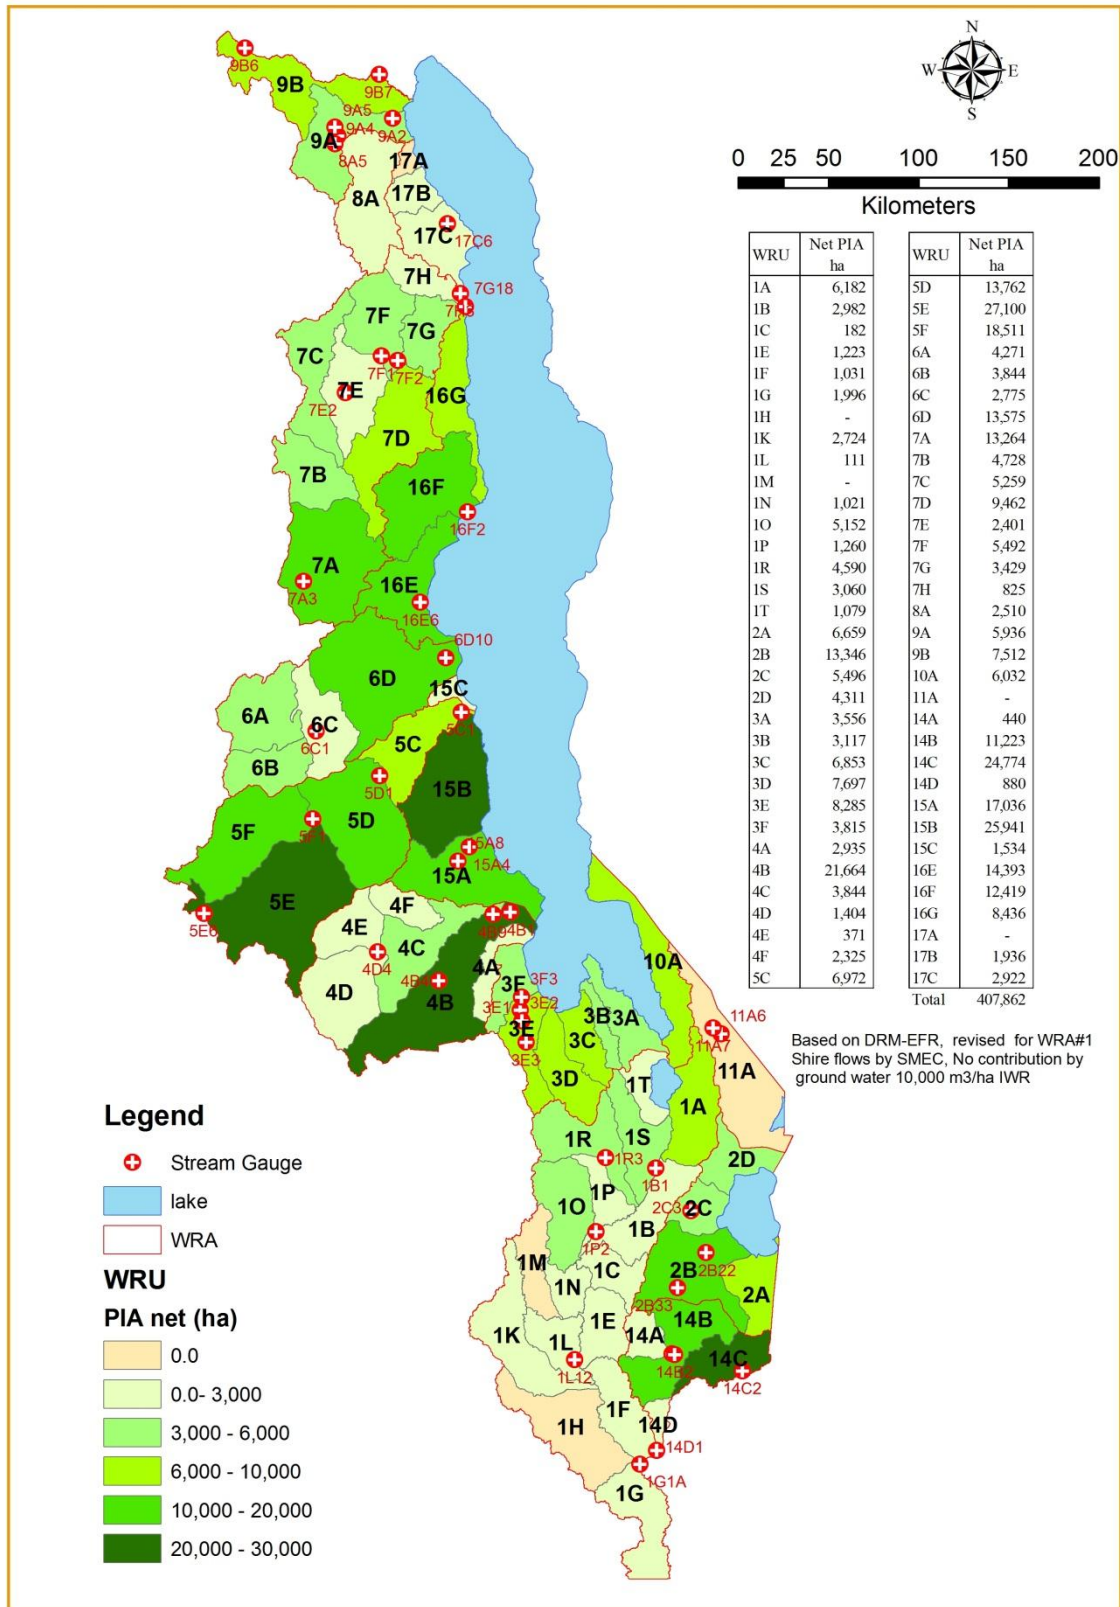 N
W E
S
0 25 50 100 150 200
Kilometers
WRU Net PIA ha WRU Net PIA ha
1A 6,182 5D 13,762
1B 2,982 5E 27,100
1C 182 5F 18,511
1E 1,223 6A 4,271
1F 1,031 6B 3,844
1G 1,996 6C 2,775
1H - 6D 13,575
1K 2,724 7A 13,264
1L 111 7B 4,728
1M - 7C 5,259
1N 1,021 7D 9,462
1O 5,152 7E 2,401
1P 1,260 7F 5,492
1R 4,590 7G 3,429
1S 3,060 7H 825
1T 1,079 8A 2,510
2A 6,659 9A 5,936
2B 13,346 9B 7,512
2C 5,496 10A 6,032
2D 4,311 11A -
3A 3,556 14A 440
3B 3,117 14B 11,223
3C 6,853 14C 24,774
3D 7,697 14D 880
3E 8,285 15A 17,036
3F 3,815 15B 25,941
4A 2,935 15C 1,534
4B 21,664 16E 14,393
4C 3,844 16F 12,419
4D 1,404 16G 8,436
4E 371 17A -
4F 2,325 17B 1,936
5C 6,972 17C 2,922
Total 407,862
Based on DRM-EFR, revised for WRA#1
Shire flows by SMEC, No contribution by
ground water 10,000 m3/ha IWR
9B6
9B
9B7
9A5
9A4
9A2
9A
8A5
17A
8A
17B
17C
17C6
7H
7G18
7F
7G
7C
17F2
7E
7E2
16G
7D
7B
16F
16F2
7A
7A3
16E
16E6
6D10
6D
15C
6A
6C
6C1
5C1
5C
6B
5D1
15B
5F
5D
15A8
15A4
15A
5E
5E6
4F
4E
4C
4B1
4D4
4A
4D
4B
3F
3F3
3E2
3E
3E3
3B
3A
3C
3D
10A
11A6
11A7
11A
1T
1A
1R
1S
1R3
1B1
2D
1P
1O
2C3
2C
1B
1P2
1M
1C
2B
2B22
1N
2B33
2A
1E
14B
1K
1L
14A
14C
1L12
14B2
14C2
1F
1H
14D
14D1
1G1A
1G
Legend
Stream Gauge
lake
WRA
WRU
PIA net (ha)
0.0
0.0- 3,000
3,000 - 6,000
6,000 - 10,000
10,000 - 20,000
20,000 - 30,000